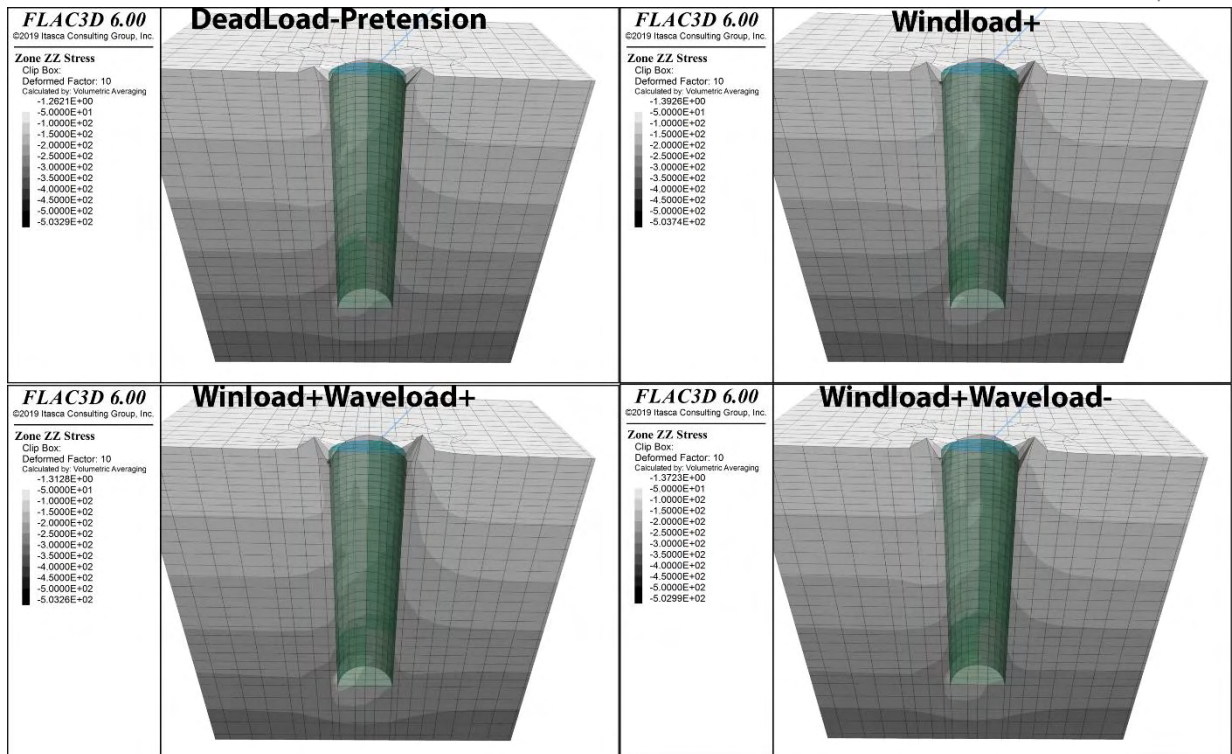 FLAC3D 6.00
©2019 Itasca Consulting Group, Inc.
Zone ZZ Stress
Clip Box:
Deformed Factor: 10
Calculated by: Volumetric Averaging
-1.2621E+00
-5.0000E+01
-1.0000E+02
-1.5000E+02
-2.0000E+02
-2.5000E+02
-3.0000E+02
-3.5000E+02
-4.0000E+02
-4.5000E+02
-5.0000E+02
-5.0329E+02
DeadLoad-Pretension
FLAC3D 6.00
©2019 Itasca Consulting Group, Inc.
Zone ZZ Stress
Clip Box:
Deformed Factor: 10
Calculated by: Volumetric Averaging
-1.3926E+00
-5.0000E+01
-1.0000E+02
-1.5000E+02
-2.0000E+02
-2.5000E+02
-3.0000E+02
-3.5000E+02
-4.0000E+02
-4.5000E+02
-5.0000E+02
-5.0374E+02
Windload+
FLAC3D 6.00
©2019 Itasca Consulting Group, Inc.
Zone ZZ Stress
Clip Box:
Deformed Factor: 10
Calculated by: Volumetric Averaging
-1.3128E+00
-5.0000E+01
-1.0000E+02
-1.5000E+02
-2.0000E+02
-2.5000E+02
-3.0000E+02
-3.5000E+02
-4.0000E+02
-4.5000E+02
-5.0000E+02
-5.0326E+02
Winload+Waveload+
FLAC3D 6.00
©2019 Itasca Consulting Group, Inc.
Zone ZZ Stress
Clip Box:
Deformed Factor: 10
Calculated by: Volumetric Averaging
-1.3723E+00
-5.0000E+01
-1.0000E+02
-1.5000E+02
-2.0000E+02
-2.5000E+02
-3.0000E+02
-3.5000E+02
-4.0000E+02
-4.5000E+02
-5.0000E+02
-5.0299E+02
Windload+Waveload-